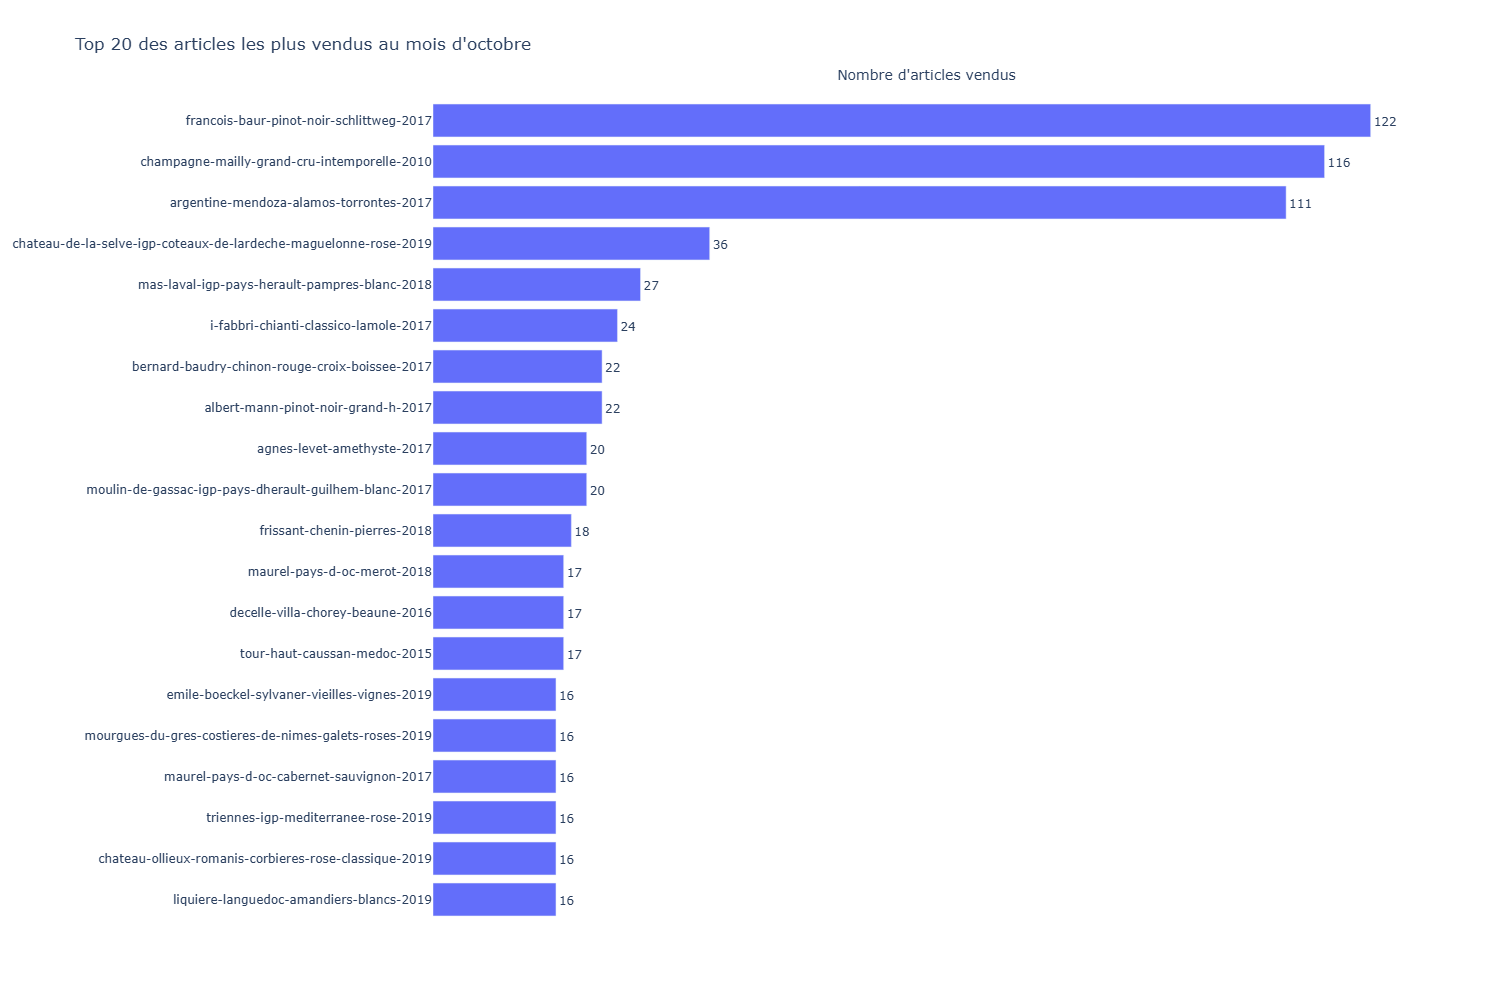 Top 20 des articles les plus vendus au mois d'octobre
Nombre d'articles vendus
francois-baur-pinot-noir-schlittweg-2017 122
champagne-mailly-grand-cru-intemporelle-2010 116
argentine-mendoza-alamos-torrontes-2017 111
chateau-de-la-selve-igp-coteaux-de-lardeche-maguelonne-rose-2019 36
mas-laval-igp-pays-herault-pampres-blanc-2018 27
i-fabbri-chianti-classico-lamole-2017 24
bernard-baudry-chinon-rouge-croix-boissee-2017 22
albert-mann-pinot-noir-grand-h-2017 22
agnes-levet-amethyste-2017 20
moulin-de-gassac-igp-pays-dherault-guilhem-blanc-2017 20
frissant-chenin-pierres-2018 18
maurel-pays-d-oc-merot-2018 17
decelle-villa-chorey-beaune-2016 17
tour-haut-caussan-medoc-2015 17
emile-boeckel-sylvaner-vieilles-vignes-2019 16
mourgues-du-gres-costieres-de-nimes-galets-roses-2019 16
maurel-pays-d-oc-cabernet-sauvignon-2017 16
triennes-igp-mediterranee-rose-2019 16
chateau-ollieux-romanis-corbieres-rose-classique-2019 16
liquiere-languedoc-amandiers-blancs-2019 16